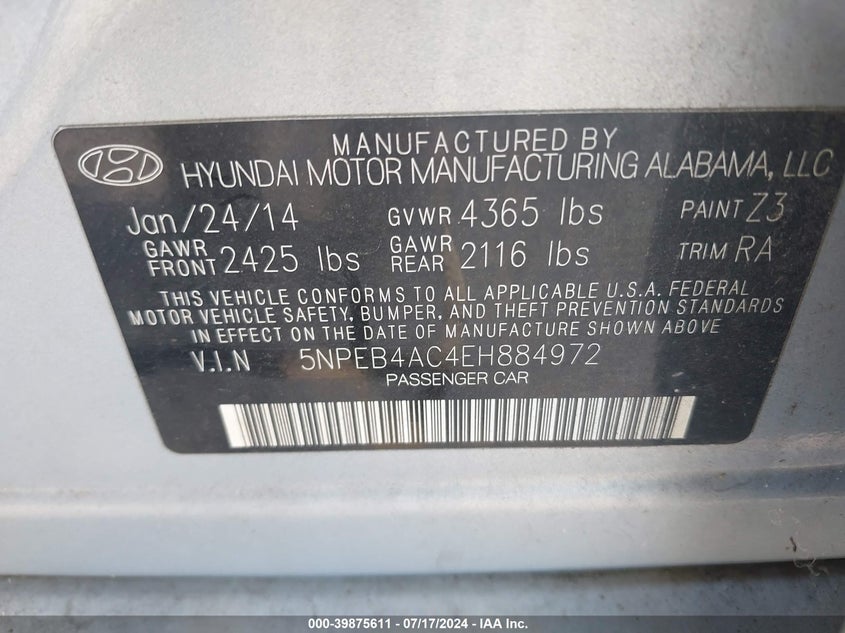 MANUFACTURED BY
HYUNDAI MOTOR MANUFACTURING ALABAMA, LLC
Jan/24/14 GVWR 4365 lbs PAINT Z3
GAWR FRONT 2425 lbs GAWR REAR 2116 lbs TRIM RA
THIS VEHICLE CONFORMS TO ALL APPLICABLE U.S.A. FEDERAL
MOTOR VEHICLE SAFETY, BUMPER, AND THEFT PREVENTION STANDARDS
IN EFFECT ON THE DATE OF MANUFACTURE SHOWN ABOVE.
V.I.N 5NPEB4AC4EH884972
PASSENGER CAR
000-39875611 - 07/17/2024 - IAA Inc.